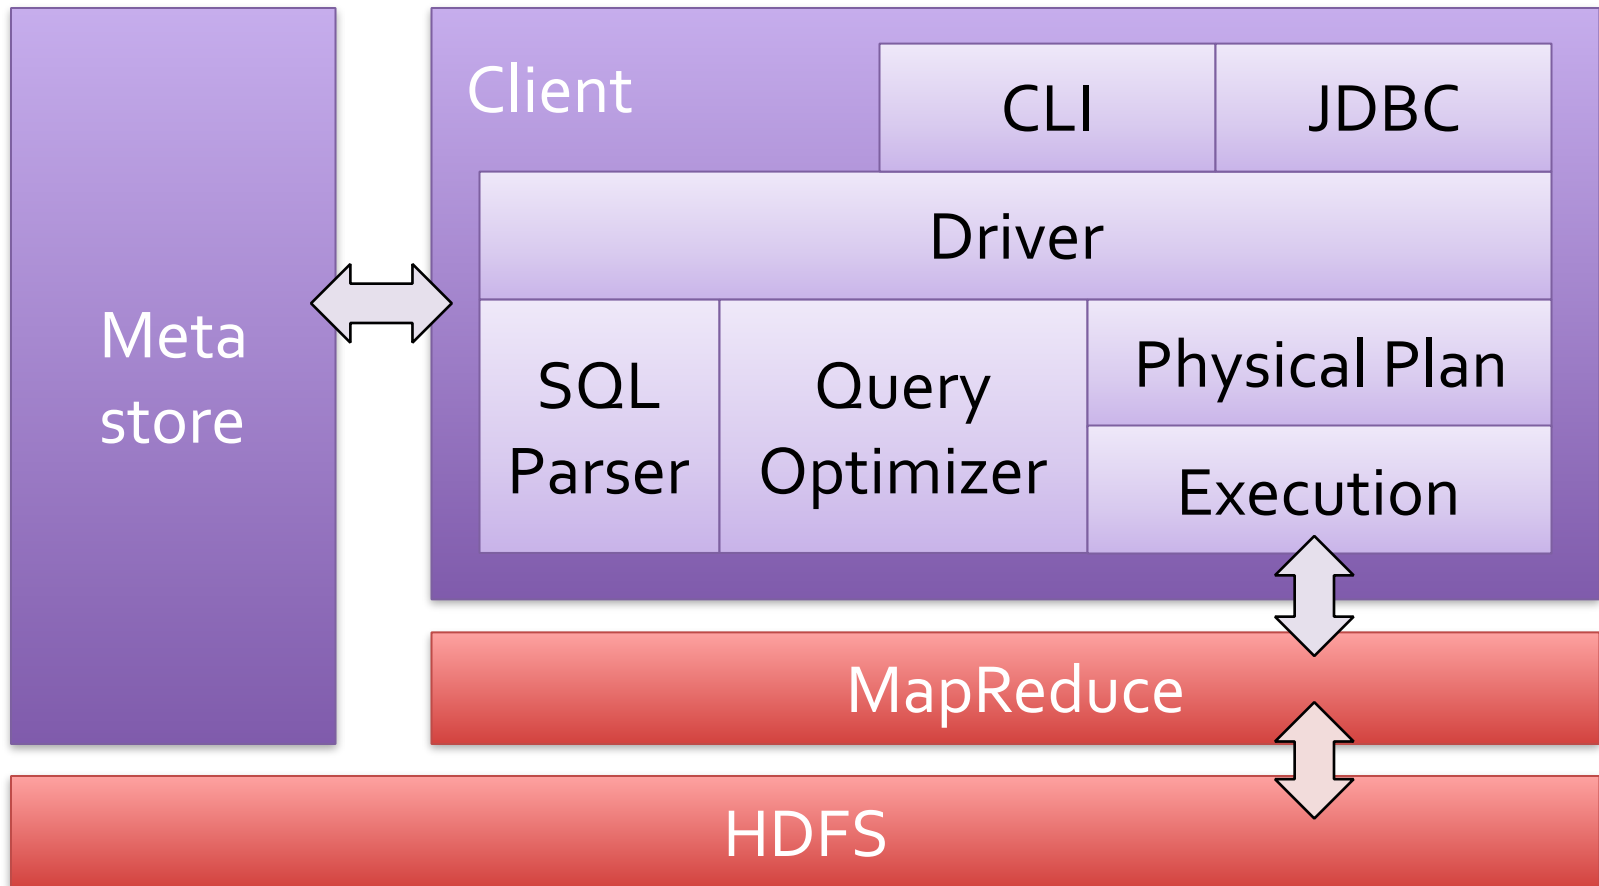 Client
CLI
JDBC
Driver
Meta
store
SQL
Parser
Query
Optimizer
Physical Plan
Execution
MapReduce
HDFS